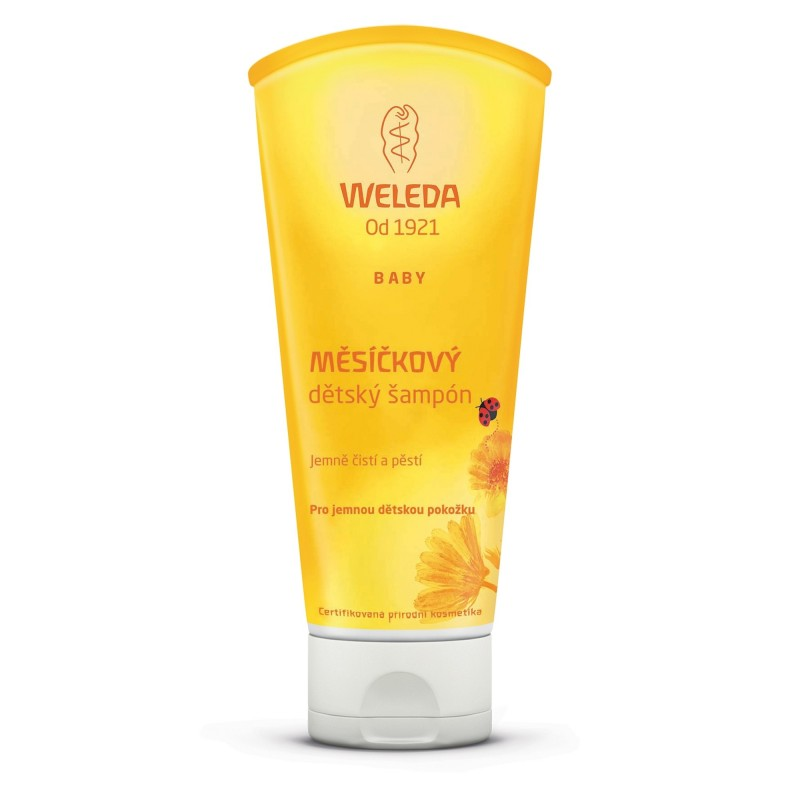 WELEDA
Od 1921
BABY
MĚSÍČKOVÝ
dětský šampón
Jemně čistí a pěstí
Pro jemnou dětskou pokožku
Certifikovaná přírodní kosmetika